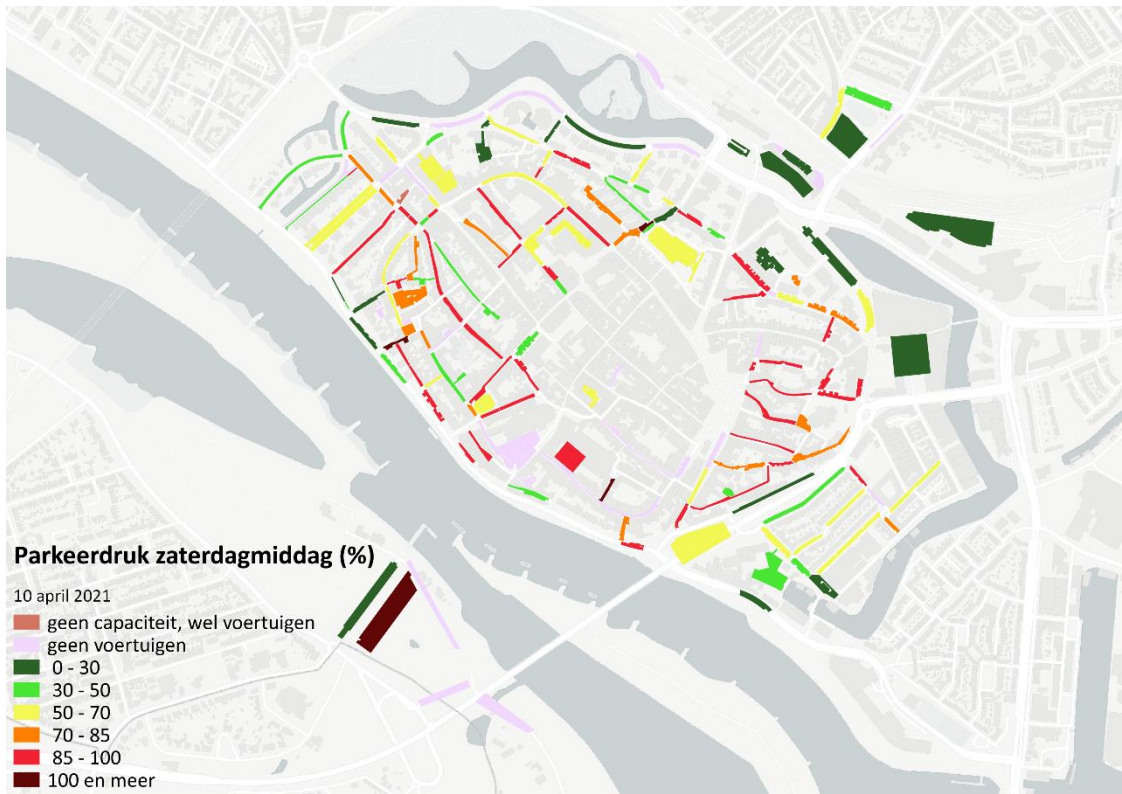 Parkeerdruk zaterdagmiddag (%)
10 april 2021
geen capaciteit, wel voertuigen
geen voertuigen
0 - 30
30 - 50
50 - 70
70 - 85
85 - 100
100 en meer